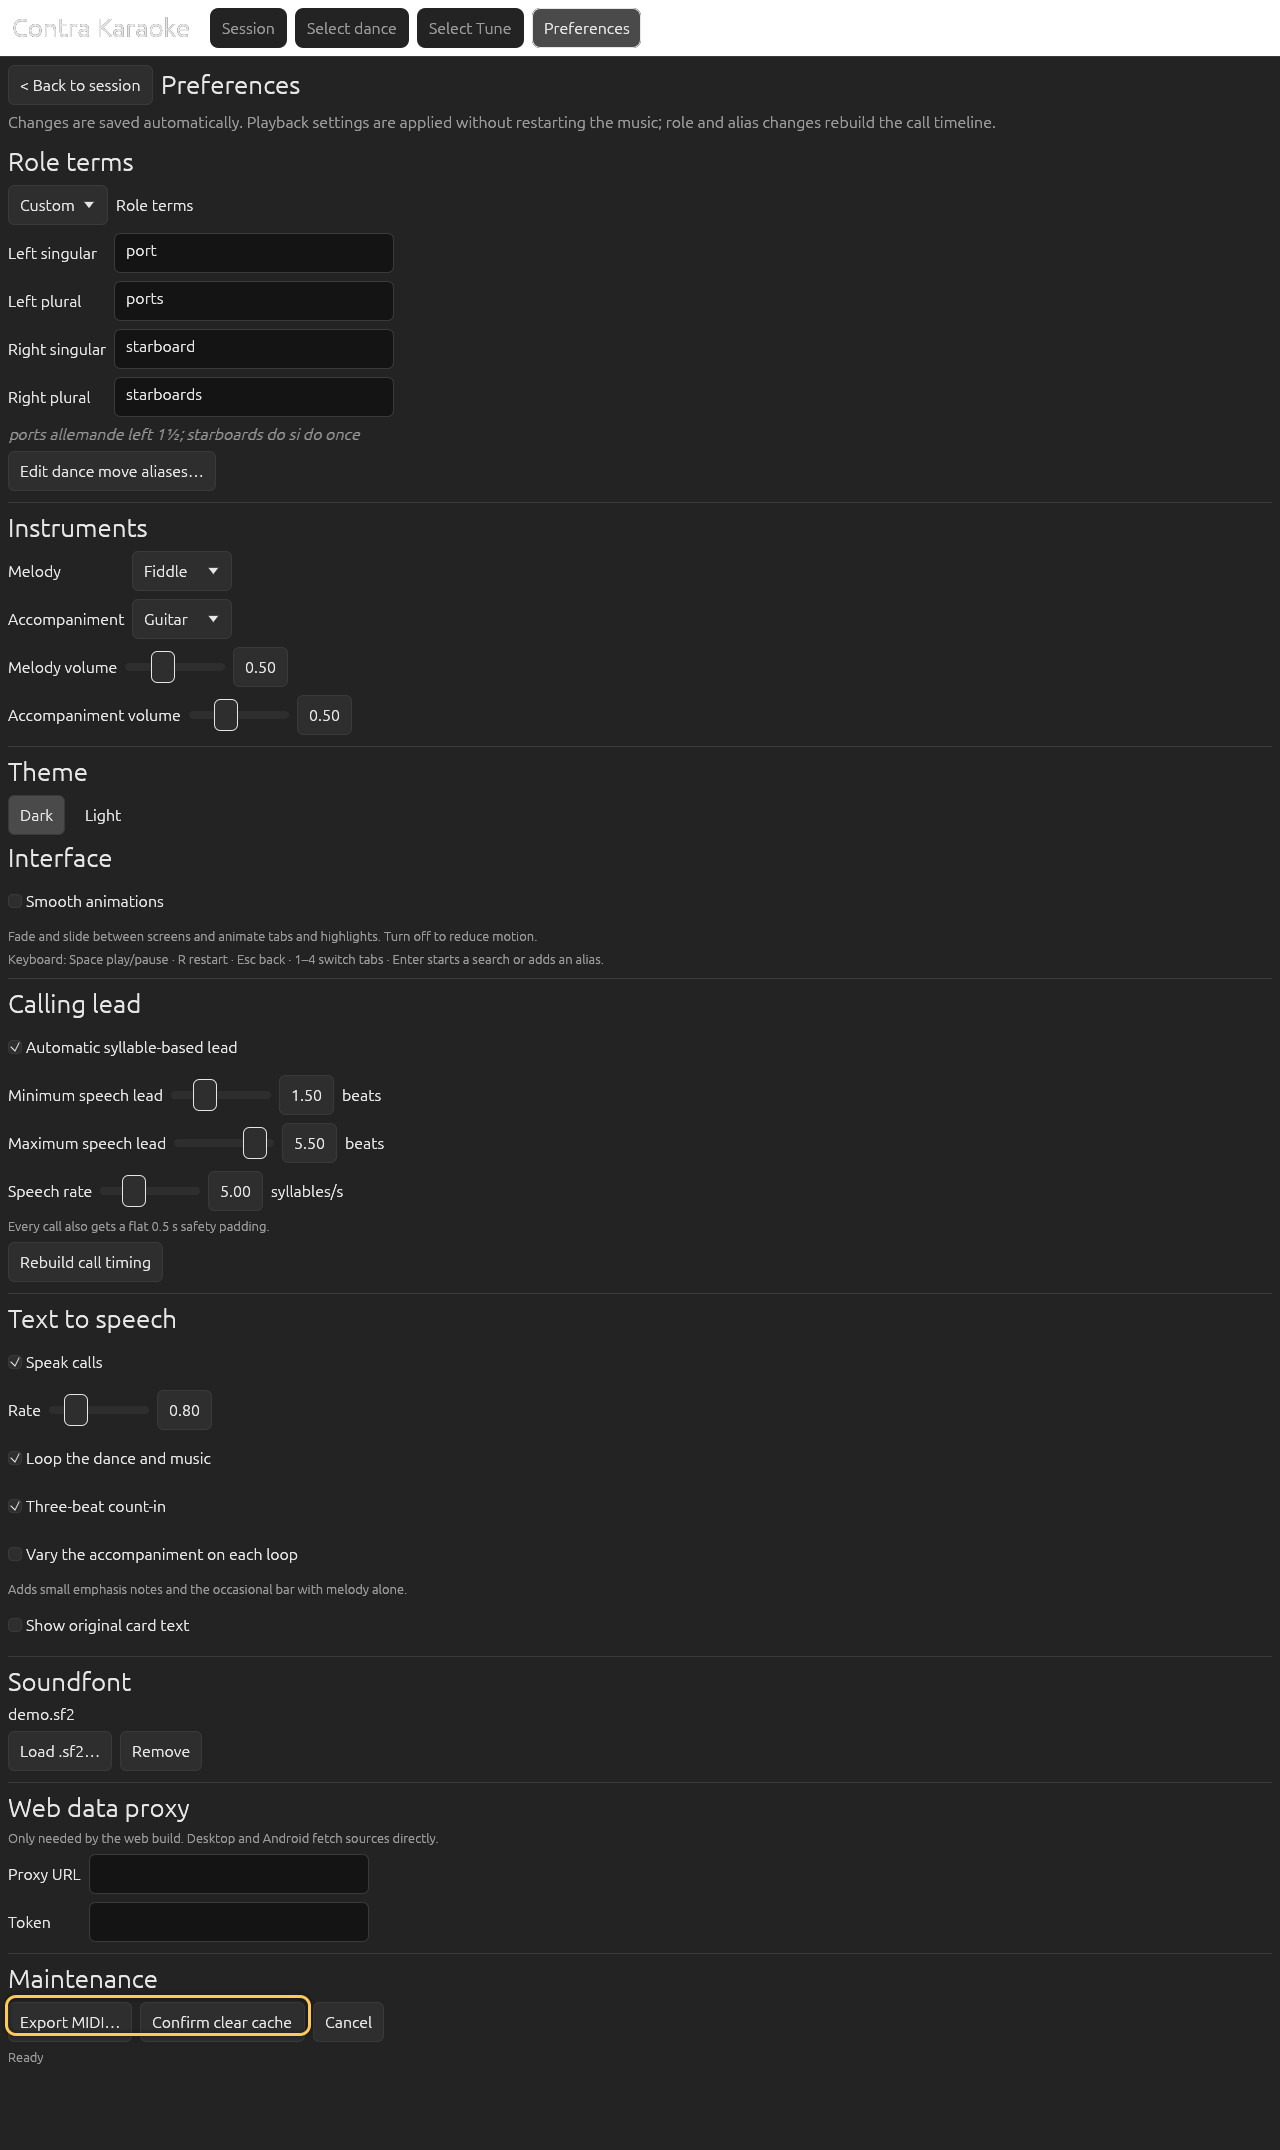 Contra Karaoke Session Select dance Select Tune Preferences
< Back to session Preferences
Changes are saved automatically. Playback settings are applied without restarting the music; role and alias changes rebuild the call timeline.
Role terms
Custom Role terms
Left singular port
Left plural ports
Right singular starboard
Right plural starboards
ports allemande left 1½; starboards do si do once
Edit dance move aliases…
Instruments
Melody Fiddle
Accompaniment Guitar
Melody volume 0.50
Accompaniment volume 0.50
Theme
Dark Light
Interface
Smooth animations
Fade and slide between screens and animate tabs and highlights. Turn off to reduce motion.
Keyboard: Space play/pause · R restart · Esc back · 1–4 switch tabs · Enter starts a search or adds an alias.
Calling lead
Automatic syllable-based lead
Minimum speech lead 1.50 beats
Maximum speech lead 5.50 beats
Speech rate 5.00 syllables/s
Every call also gets a flat 0.5 s safety padding.
Rebuild call timing
Text to speech
Speak calls
Rate 0.80
Loop the dance and music
Three-beat count-in
Vary the accompaniment on each loop
Adds small emphasis notes and the occasional bar with melody alone.
Show original card text
Soundfont
demo.sf2
Load .sf2… Remove
Web data proxy
Only needed by the web build. Desktop and Android fetch sources directly.
Proxy URL
Token
Maintenance
Export MIDI… Confirm clear cache Cancel
Ready